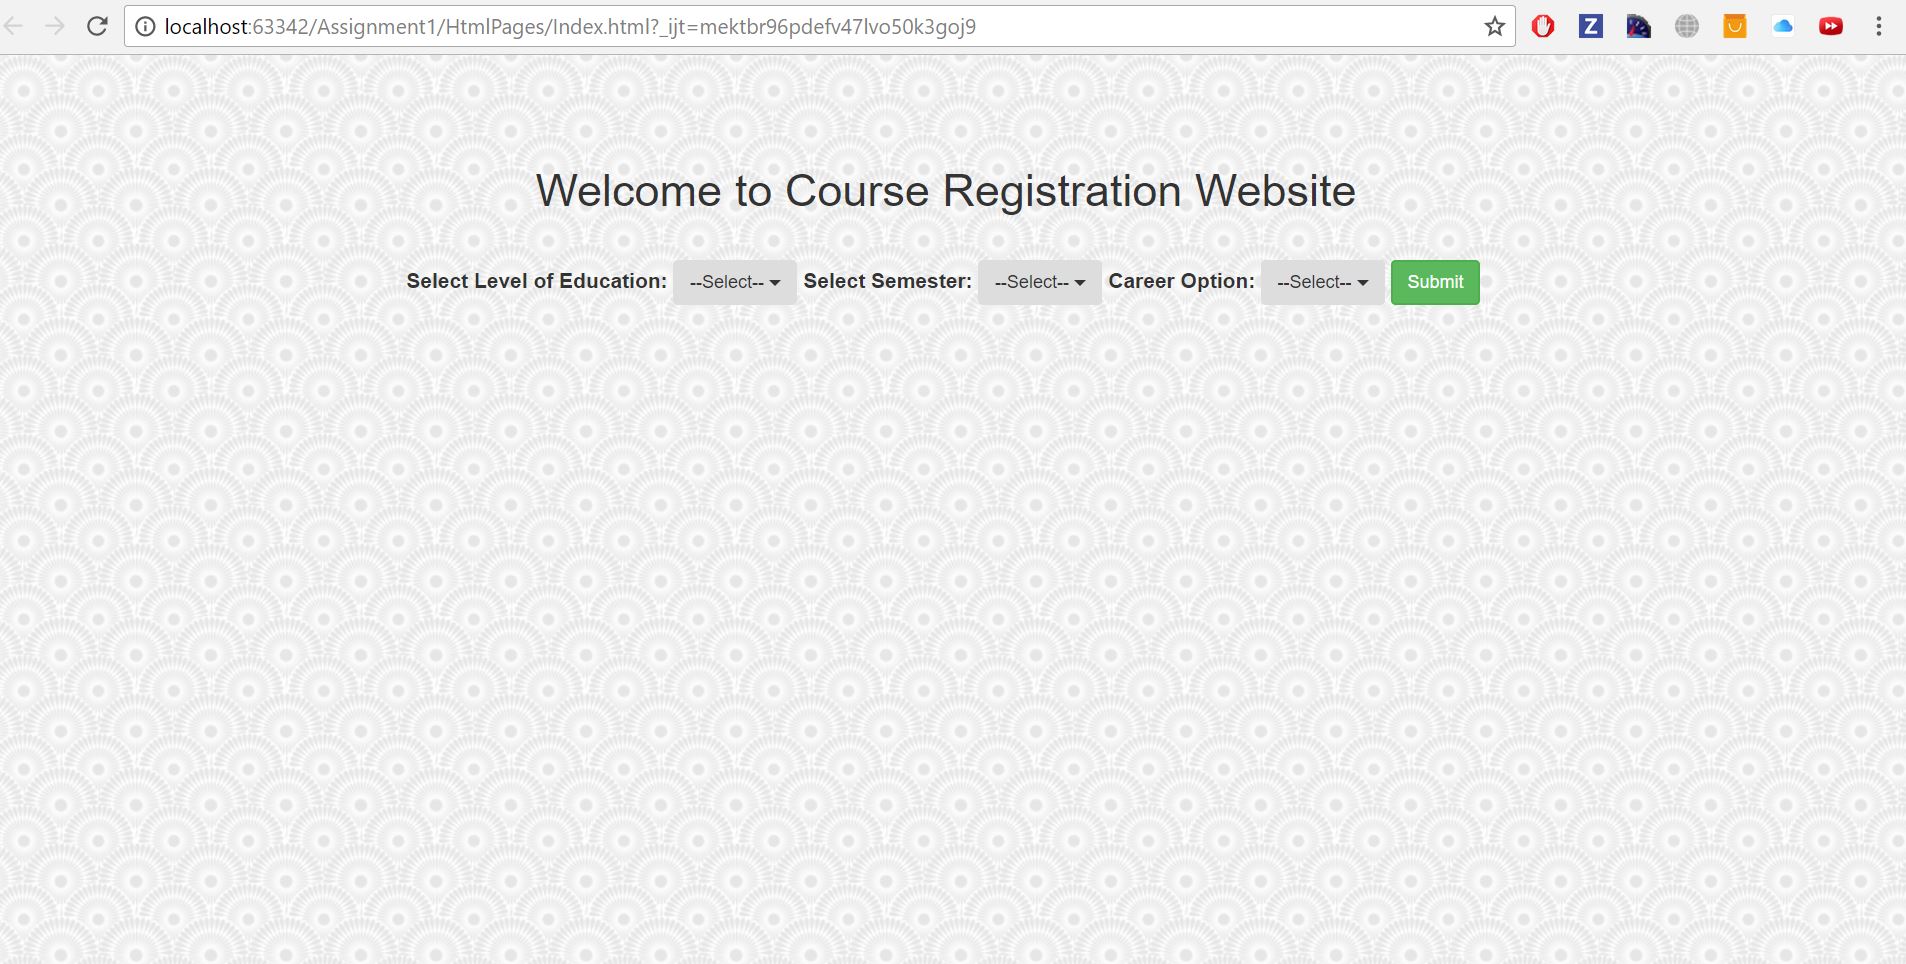 localhost:63342/Assignment1/HtmlPages/Index.html?_ijt=mektbr96pdefv47lvo50k3goj9
Z
Welcome to Course Registration Website
Select Level of Education: --Select-- Select Semester: --Select-- Career Option: --Select-- Submit